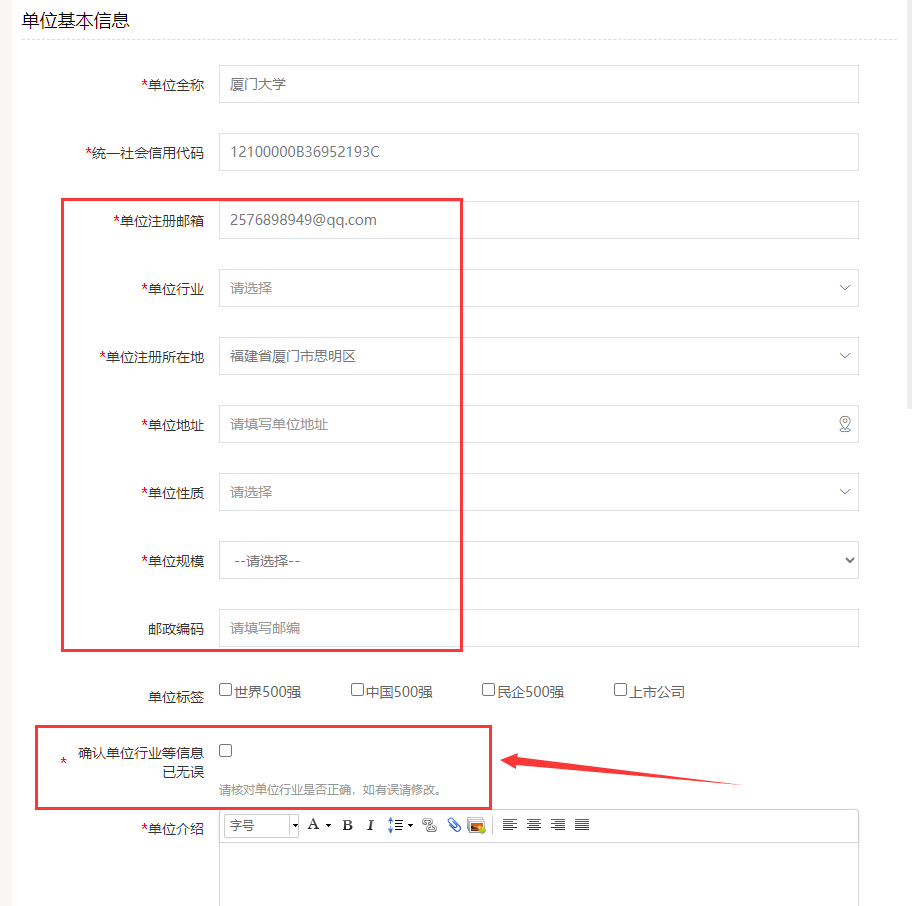 单位基本信息
*单位全称 厦门大学
*统一社会信用代码 12100000B36952193C
*单位注册邮箱 2576898949@qq.com
*单位行业 请选择
*单位注册所在地 福建省厦门市思明区
*单位地址 请填写单位地址
*单位性质 请选择
*单位规模 --请选择--
邮政编码 请填写邮编
单位标签 世界500强 中国500强 民企500强 上市公司
* 确认单位行业等信息
已无误
请核对单位行业是否正确，如有误请修改。
*单位介绍 字号 A B I